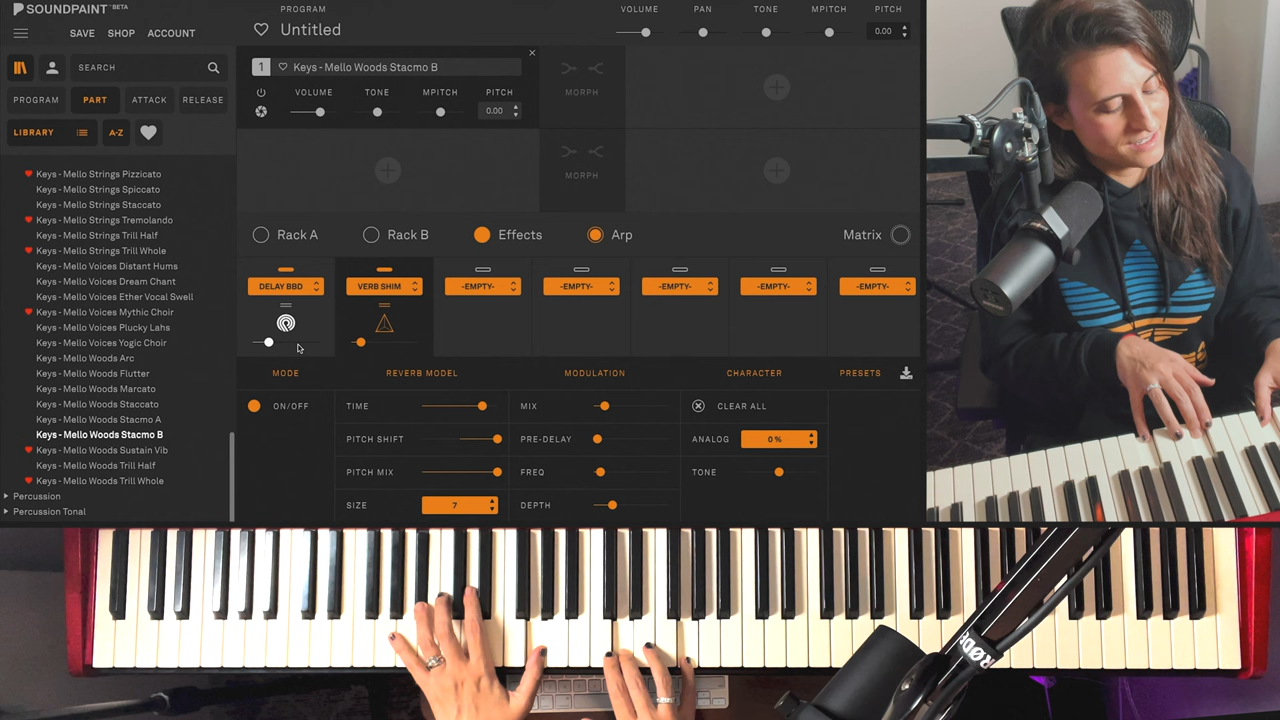 SOUNDPAINT™BETA
SAVE SHOP ACCOUNT
SEARCH
PROGRAM PART ATTACK RELEASE
LIBRARY A-Z
Keys - Mello Strings Pizzicato
Keys - Mello Strings Spiccato
Keys - Mello Strings Staccato
Keys - Mello Strings Tremolando
Keys - Mello Strings Trill Half
Keys - Mello Strings Trill Whole
Keys - Mello Voices Distant Hums
Keys - Mello Voices Dream Chant
Keys - Mello Voices Ether Vocal Swell
Keys - Mello Voices Mythic Choir
Keys - Mello Voices Plucky Lahs
Keys - Mello Voices Yogic Choir
Keys - Mello Woods Arc
Keys - Mello Woods Flutter
Keys - Mello Woods Marcato
Keys - Mello Woods Staccato
Keys - Mello Woods Stacmo A
Keys - Mello Woods Stacmo B
Keys - Mello Woods Sustain Vib
Keys - Mello Woods Trill Half
Keys - Mello Woods Trill Whole
Percussion
Percussion Tonal
PROGRAM
Untitled
VOLUME PAN TONE MPITCH PITCH
0.00
1 Keys - Mello Woods Stacmo B
VOLUME TONE MPITCH PITCH
0.00
MORPH
MORPH
Rack A Rack B Effects Arp Matrix
DELAY BBD VERB SHIM -EMPTY- -EMPTY- -EMPTY- -EMPTY- -EMPTY-
MODE REVERB MODEL MODULATION CHARACTER PRESETS
ON/OFF TIME MIX CLEAR ALL
PITCH SHIFT PRE-DELAY ANALOG 0 %
PITCH MIX FREQ TONE
SIZE 7 DEPTH
RØDE